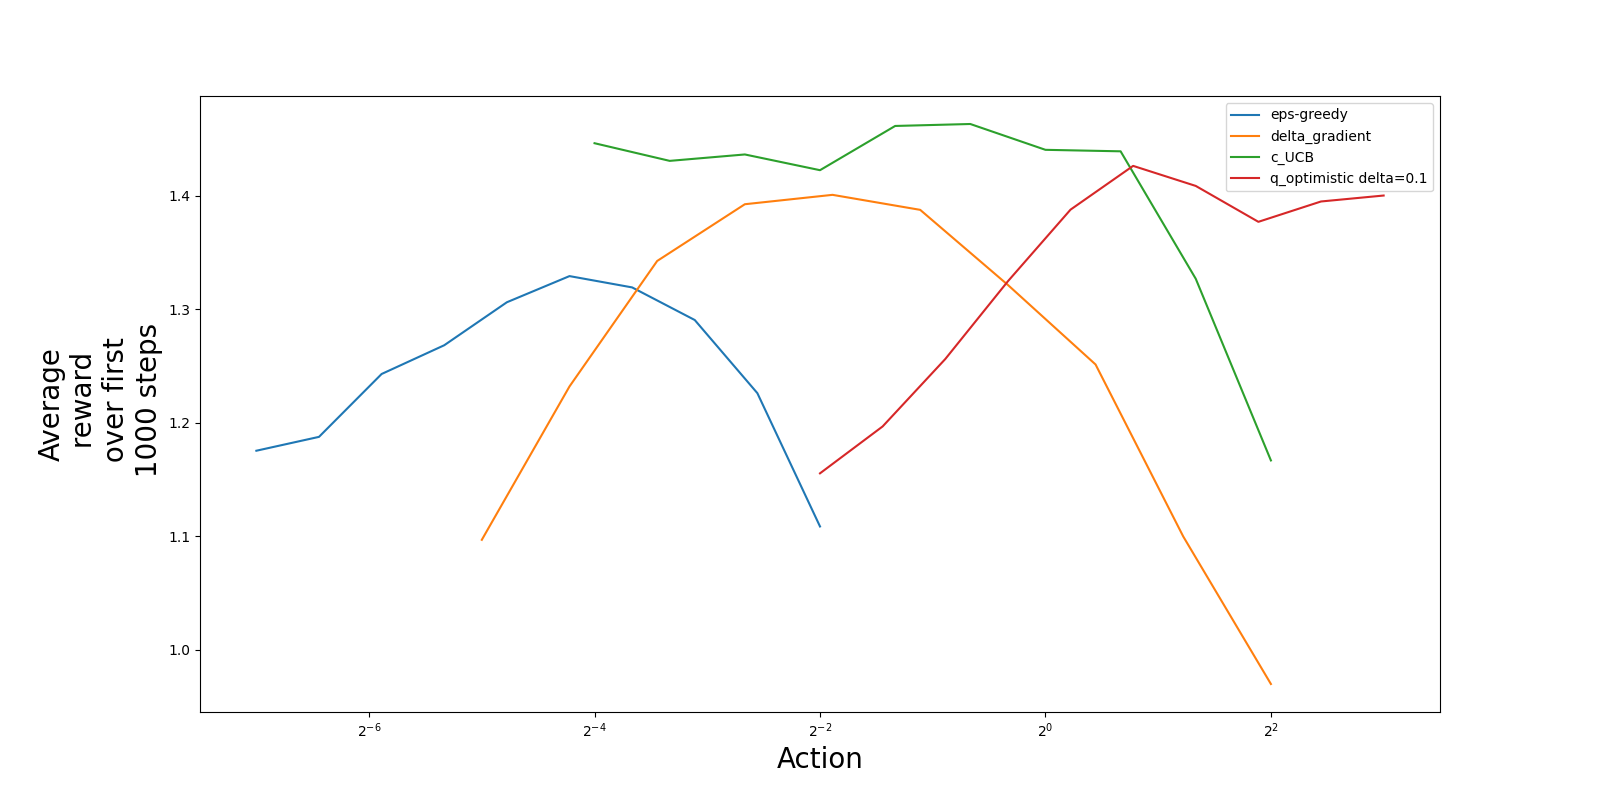 eps-greedy
delta_gradient
c_UCB
q_optimistic delta=0.1
1.4
1.3
1.2
1.1
1.0
Average
reward
over first
1000 steps
2⁻⁶ 2⁻⁴ 2⁻² 2⁰ 2²
Action